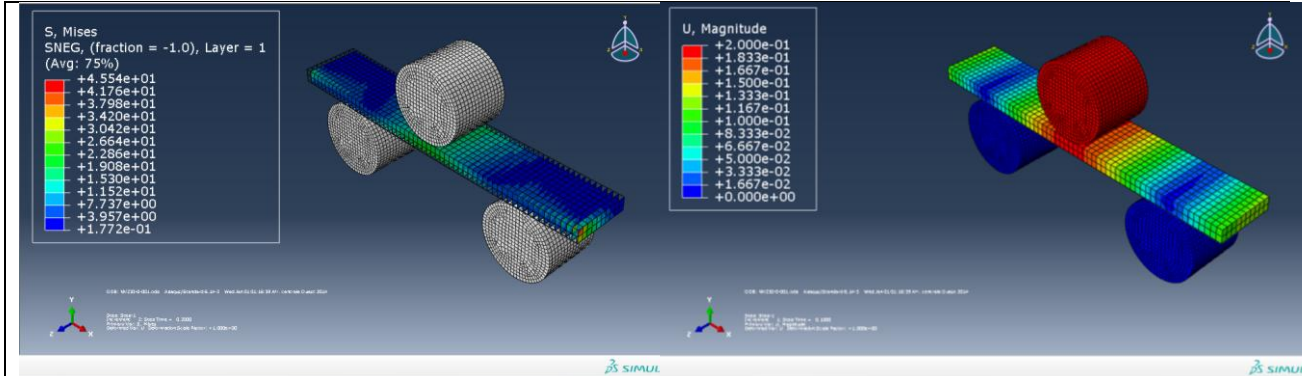 S, Mises
SNEG, (fraction = -1.0), Layer = 1
(Avg: 75%)
+4.554e+01
+4.176e+01
+3.798e+01
+3.420e+01
+3.042e+01
+2.664e+01
+2.286e+01
+1.908e+01
+1.530e+01
+1.152e+01
+7.737e+00
+3.957e+00
+1.772e-01
Y
Z
X
SIMUL
U, Magnitude
+2.000e-01
+1.833e-01
+1.667e-01
+1.500e-01
+1.333e-01
+1.167e-01
+1.000e-01
+8.333e-02
+6.667e-02
+5.000e-02
+3.333e-02
+1.667e-02
+0.000e+00
Y
Z
X
SIMUL